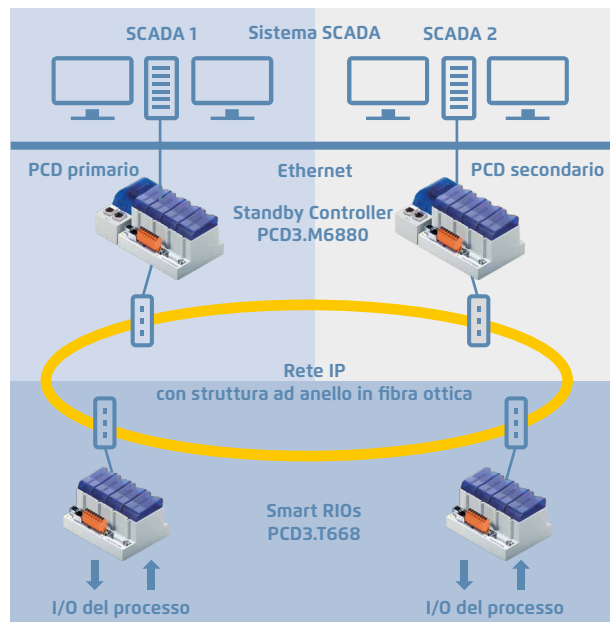 SCADA 1 Sistema SCADA SCADA 2
PCD primario Ethernet PCD secondario
Standby Controller
PCD3.M6880
Rete IP
con struttura ad anello in fibra ottica
Smart RIOs
PCD3.T668
I/O del processo I/O del processo